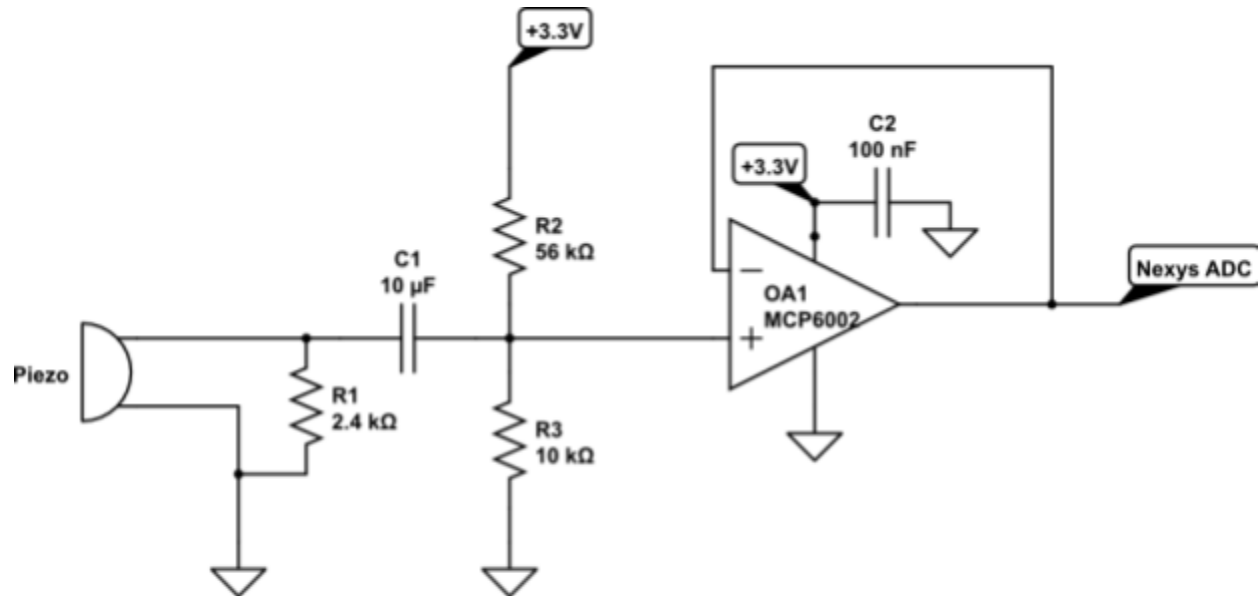 +3.3V
C2
100 nF
+3.3V
R2
56 kΩ
C1
10 µF
Nexys ADC
−
OA1
MCP6002
+
Piezo
R1
2.4 kΩ
R3
10 kΩ